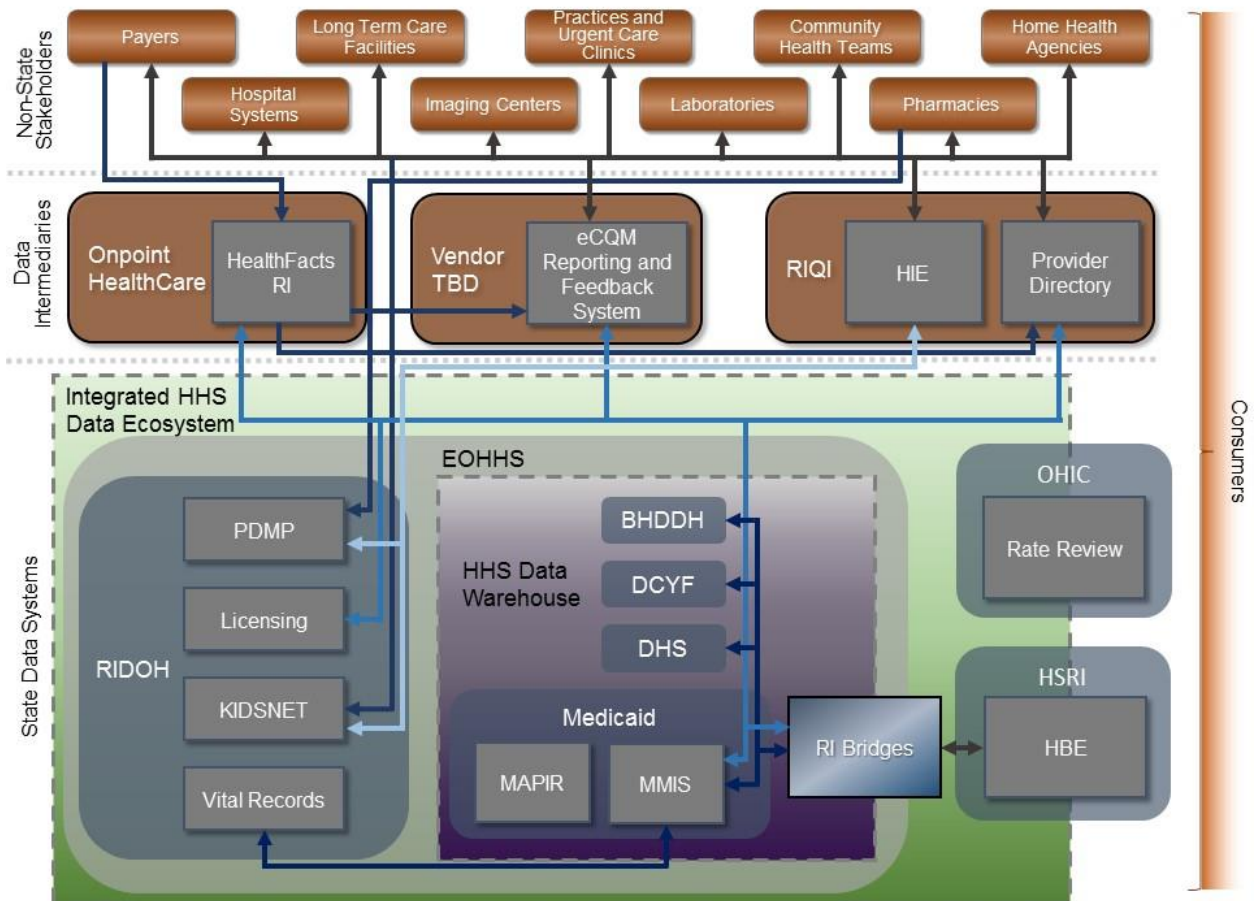 Non-State
Stakeholders
Payers
Long Term Care
Facilities
Practices and
Urgent Care
Clinics
Community
Health Teams
Home Health
Agencies
Hospital
Systems
Imaging Centers
Laboratories
Pharmacies
Data
Intermediaries
Onpoint
HealthCare
HealthFacts
RI
Vendor
TBD
eCQM
Reporting and
Feedback
System
RIQI
HIE
Provider
Directory
State Data Systems
Integrated HHS
Data Ecosystem
EOHHS
RIDOH
PDMP
Licensing
KIDSNET
Vital Records
HHS Data
Warehouse
BHDDH
DCYF
DHS
Medicaid
MAPIR
MMIS
RI Bridges
OHIC
Rate Review
HSRI
HBE
Consumers